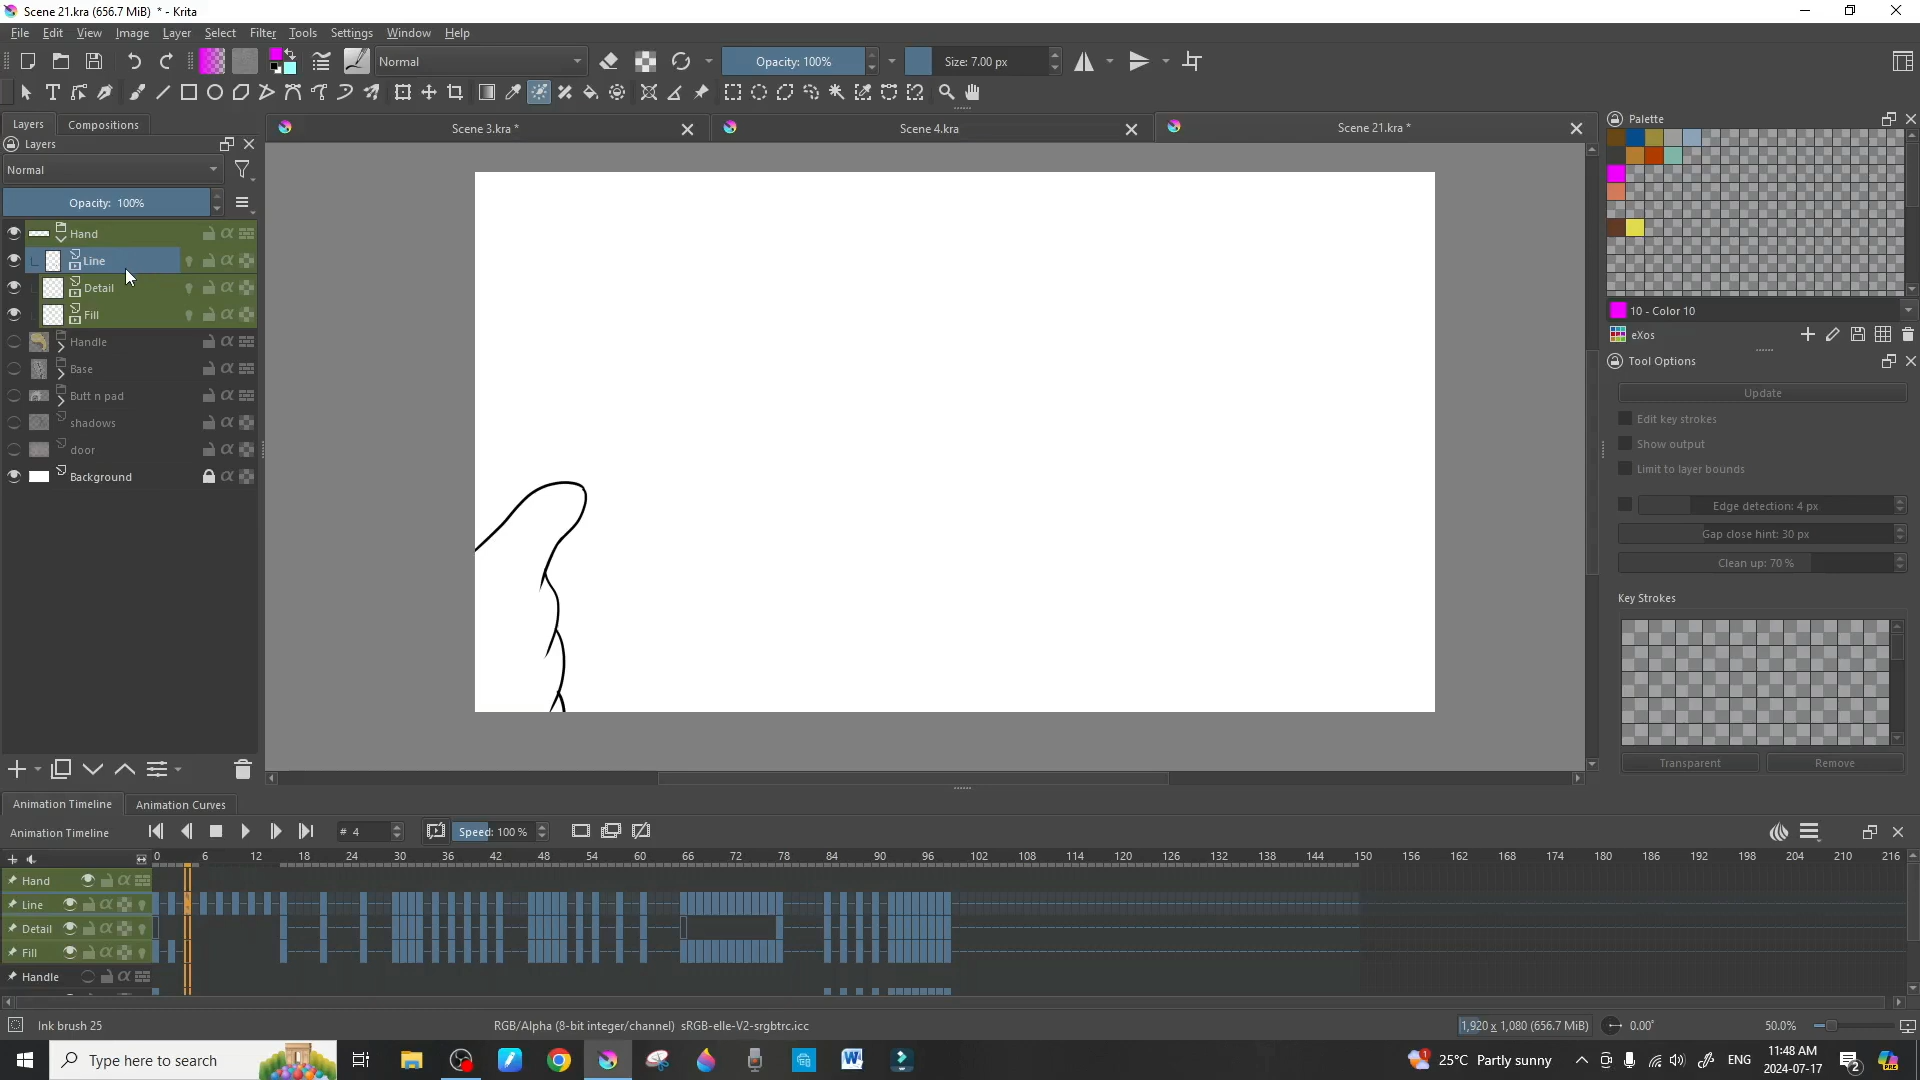 Scene 21.kra (656.7 MiB) * - Krita
File Edit View Image Layer Select Filter Tools Settings Window Help
Normal
Opacity: 100%
Size: 7.00 px
Layers Compositions
Scene 3.kra *
Scene 4.kra
Scene 21.kra *
Palette
Layers
Normal
Opacity: 100%
Hand
Line
Detail
Fill
Handle
Base
Butt n pad
shadows
door
Background
10 - Color 10
eXos
Tool Options
Update
Edit key strokes
Show output
Limit to layer bounds
Edge detection: 4 px
Gap close hint: 30 px
Clean up: 70 %
Key Strokes
Transparent Remove
Animation Timeline Animation Curves
Animation Timeline
# 4
Speed: 100 %
0 6 12 18 24 30 36 42 48 54 60 66 72 78 84 90 96 102 108 114 120 126 132 138 144 150 156 162 168 174 180 186 192 198 204 210 216
Hand
Line
Detail
Fill
Handle
Ink brush 25
RGB/Alpha (8-bit integer/channel) sRGB-elle-V2-srgbtrc.icc
1,920 x 1,080 (656.7 MiB)
0.00°
50.0%
Type here to search
25°C Partly sunny
ENG
11:48 AM
2024-07-17
2